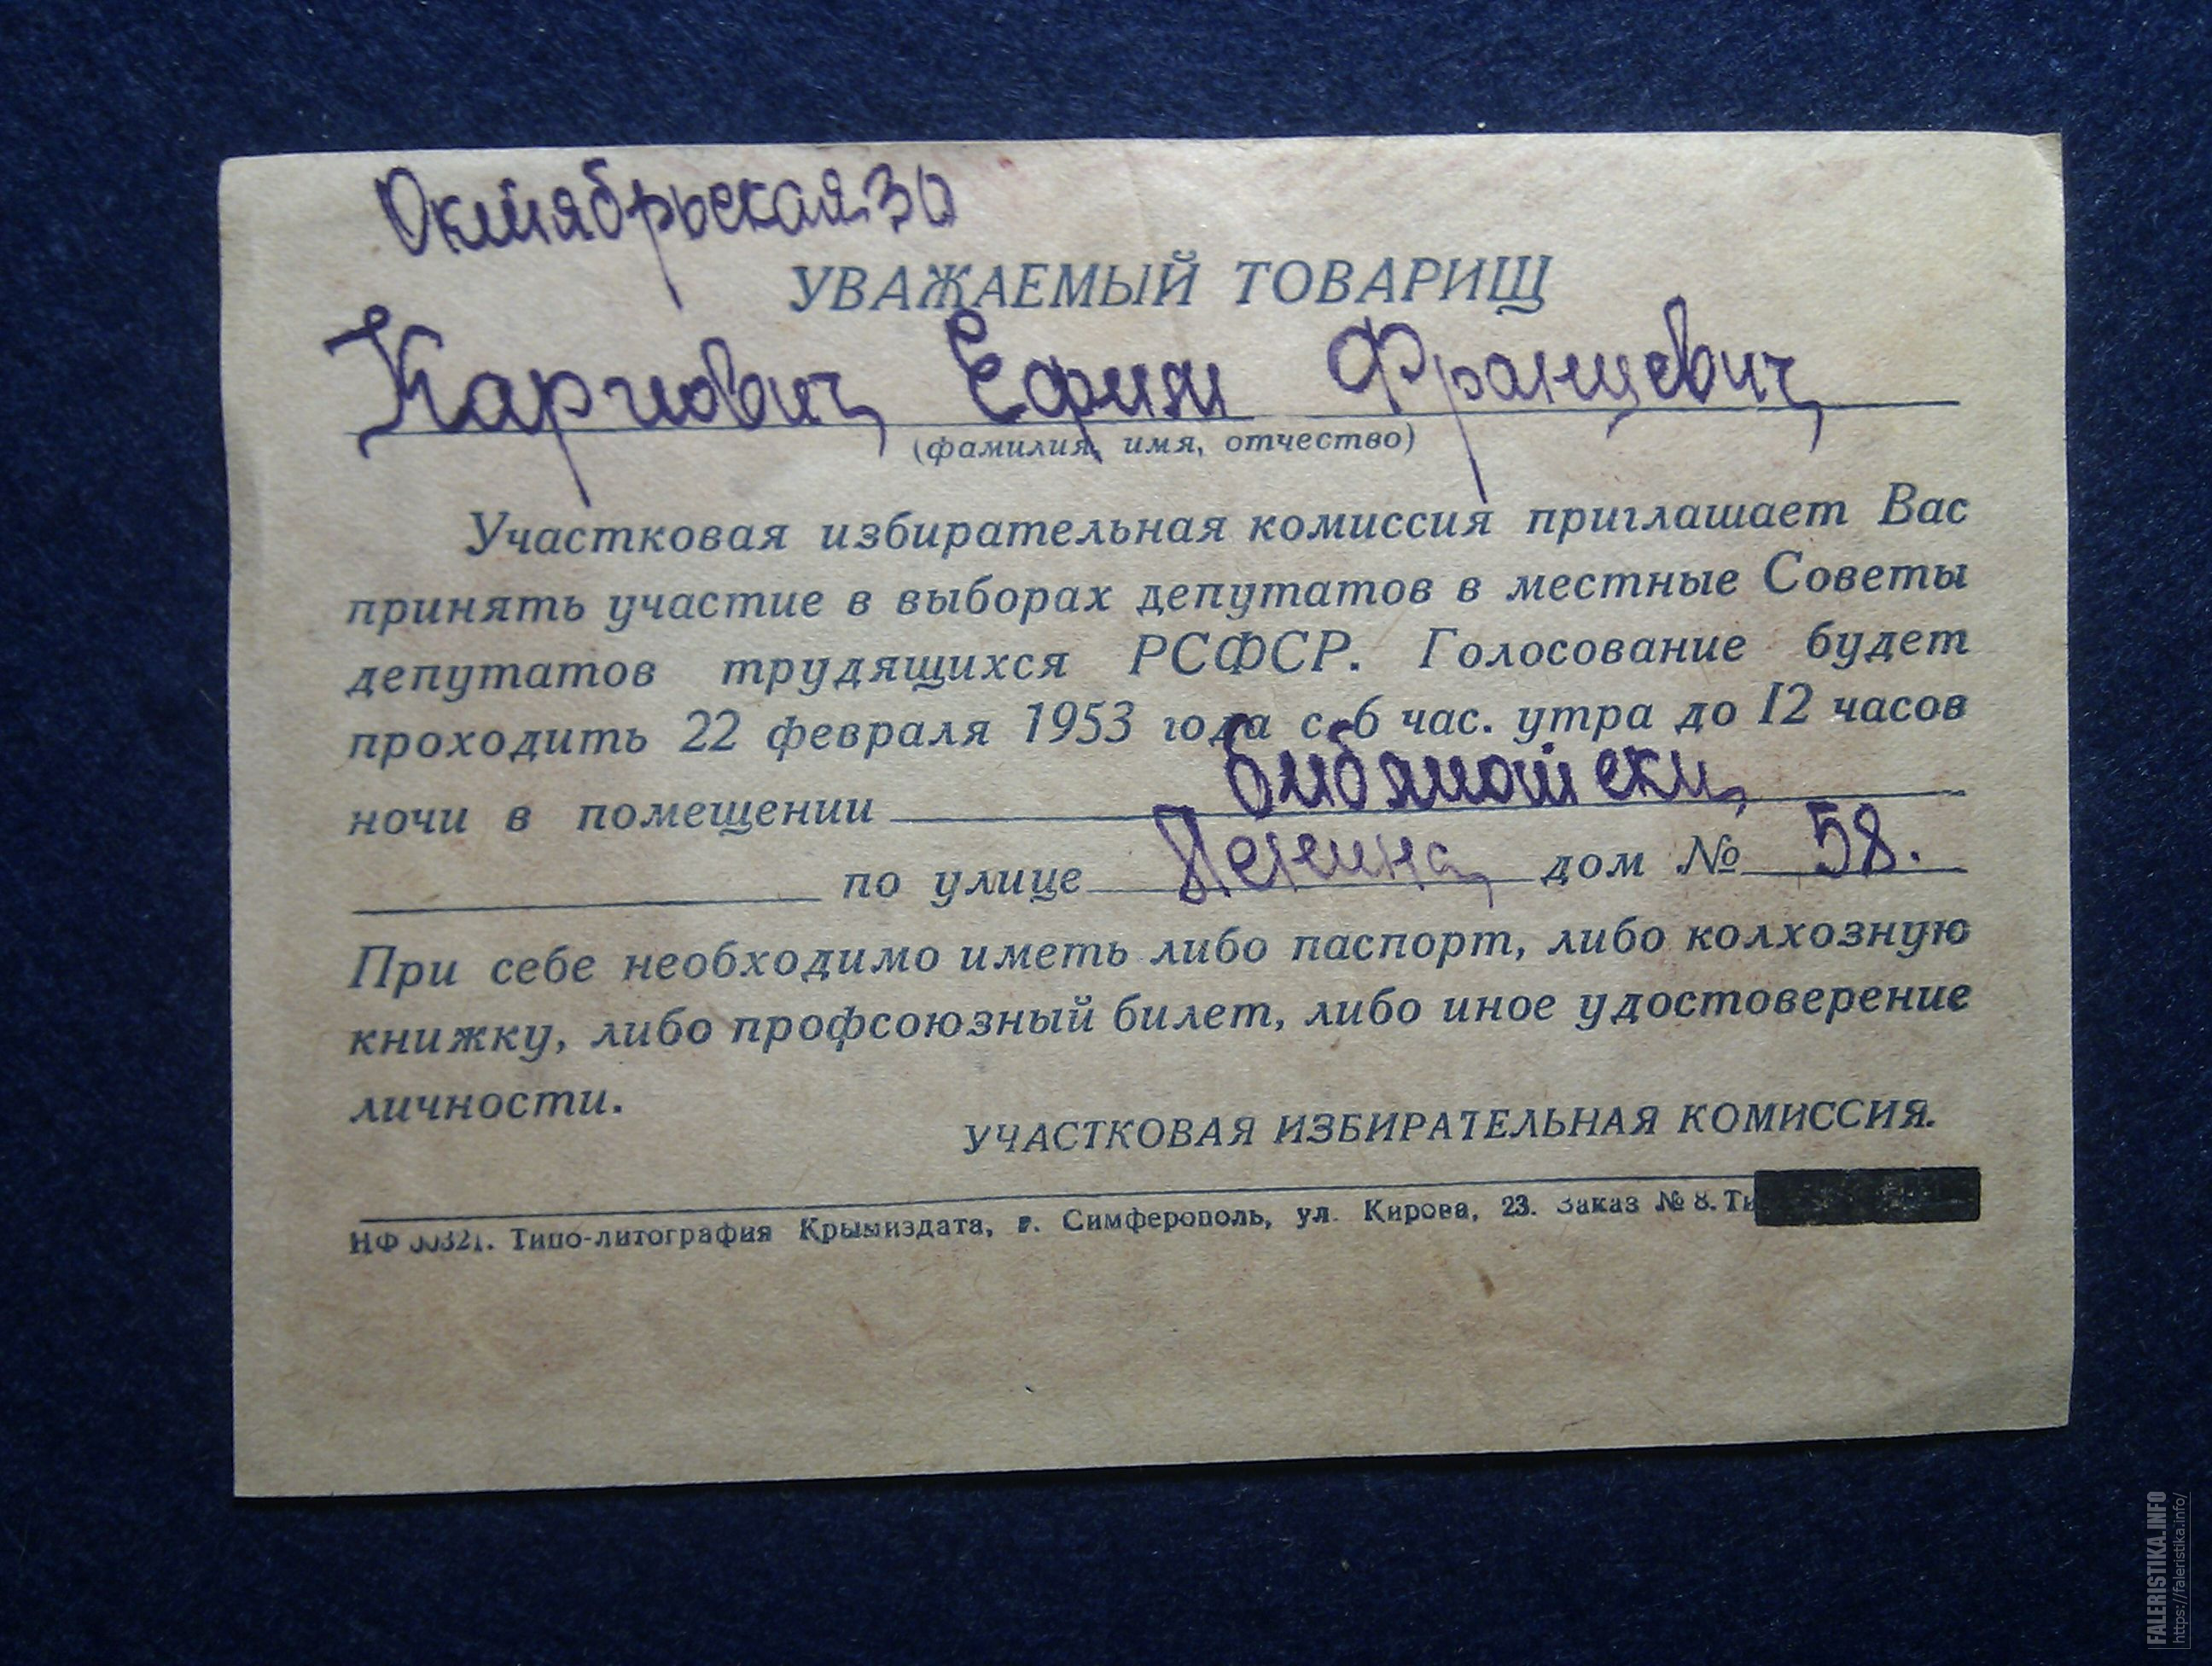 Октябрьская 30
УВАЖАЕМЫЙ ТОВАРИЩ
Карпович Ефим Францевич
(фамилия, имя, отчество)
Участковая избирательная комиссия приглашает Вас
принять участие в выборах депутатов в местные Советы
депутатов трудящихся РСФСР. Голосование будет
проходить 22 февраля 1953 года с 6 час. утра до 12 часов
ночи в помещении библиотеки
по улице Ленина дом № 58.
При себе необходимо иметь либо паспорт, либо колхозную
книжку, либо профсоюзный билет, либо иное удостоверение
личности.
УЧАСТКОВАЯ ИЗБИРАТЕЛЬНАЯ КОМИССИЯ.
НФ Типо-литография Крымиздата, г. Симферополь, ул. Кирова, 23. Заказ № 8.
FALERISTIKA.INFO
https://faleristika.info/